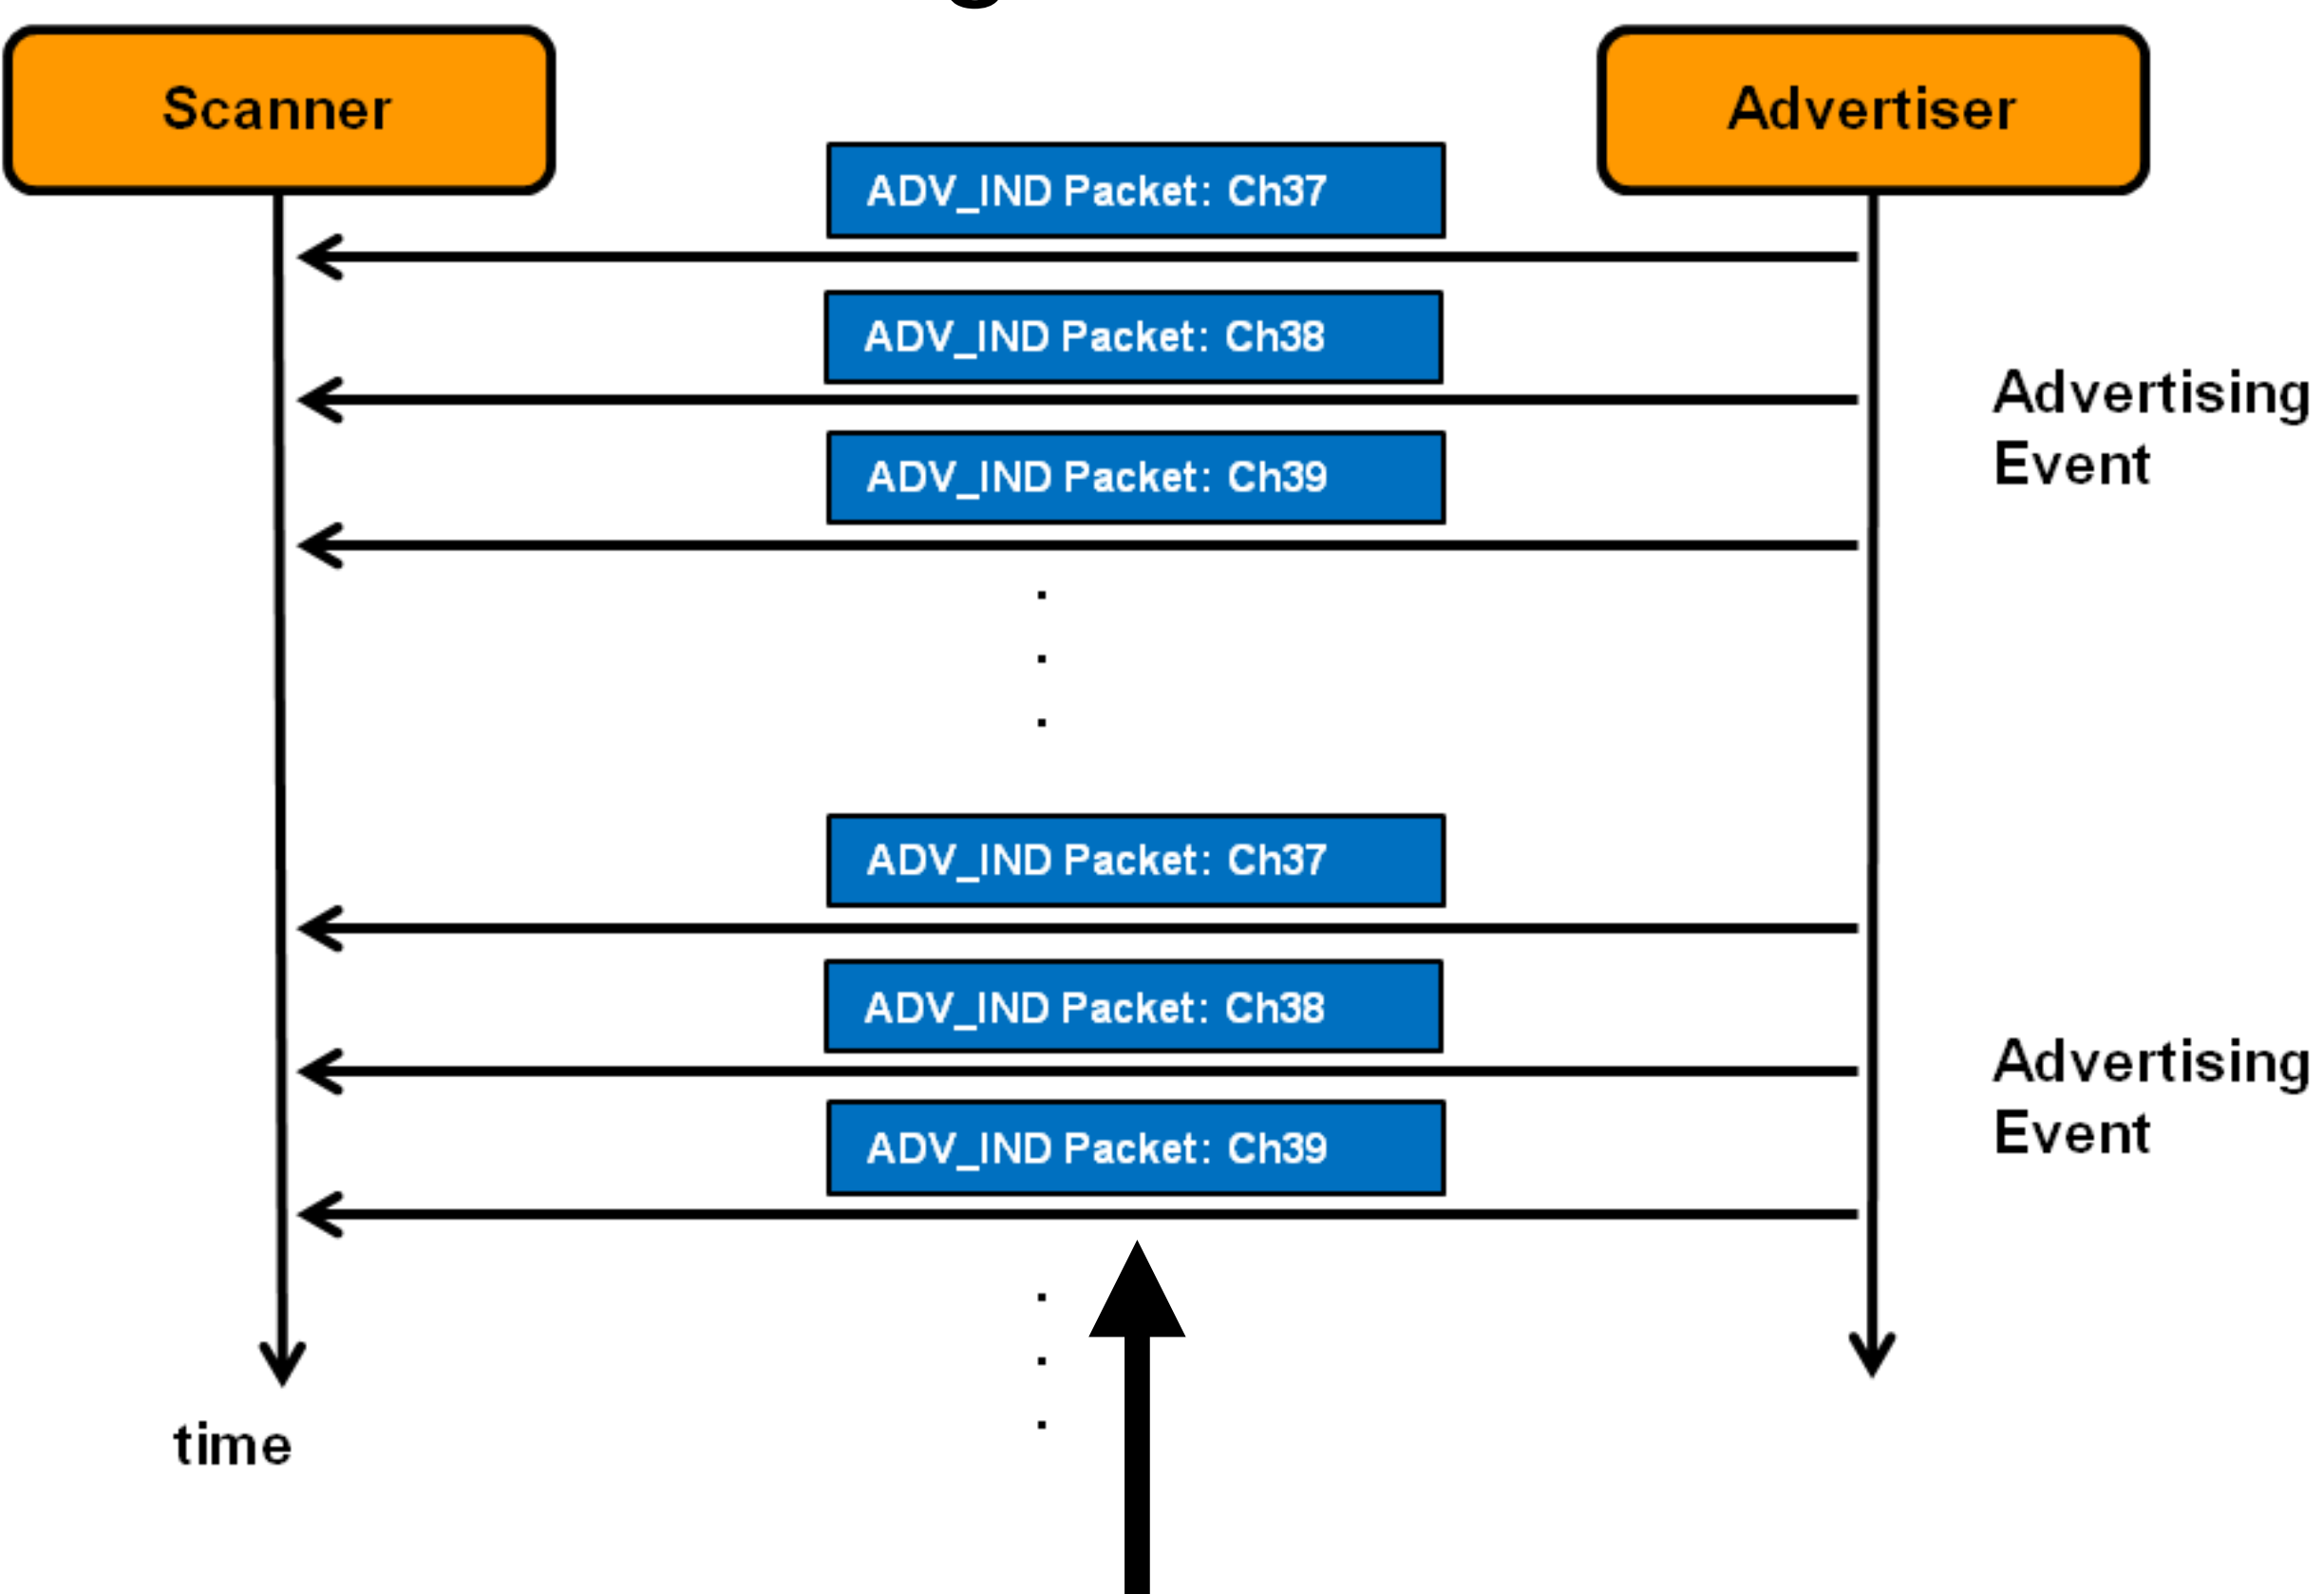 Scanner
Advertiser
ADV_IND Packet: Ch37
ADV_IND Packet: Ch38
Advertising
Event
ADV_IND Packet: Ch39
.
.
.
ADV_IND Packet: Ch37
ADV_IND Packet: Ch38
Advertising
Event
ADV_IND Packet: Ch39
.
.
.
time